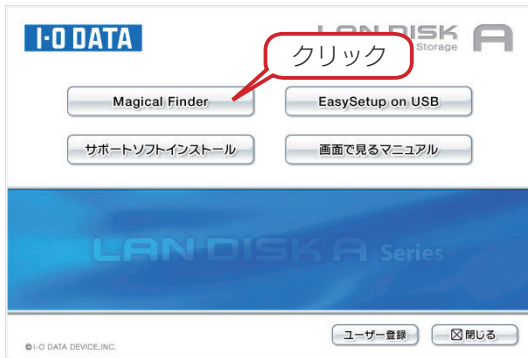 I-O DATA
LAN DISK A
Storage
クリック
Magical Finder
EasySetup on USB
サポートソフトインストール
画面で見るマニュアル
LAN DISK A Series
ユーザー登録
閉じる
©I-O DATA DEVICE,INC.